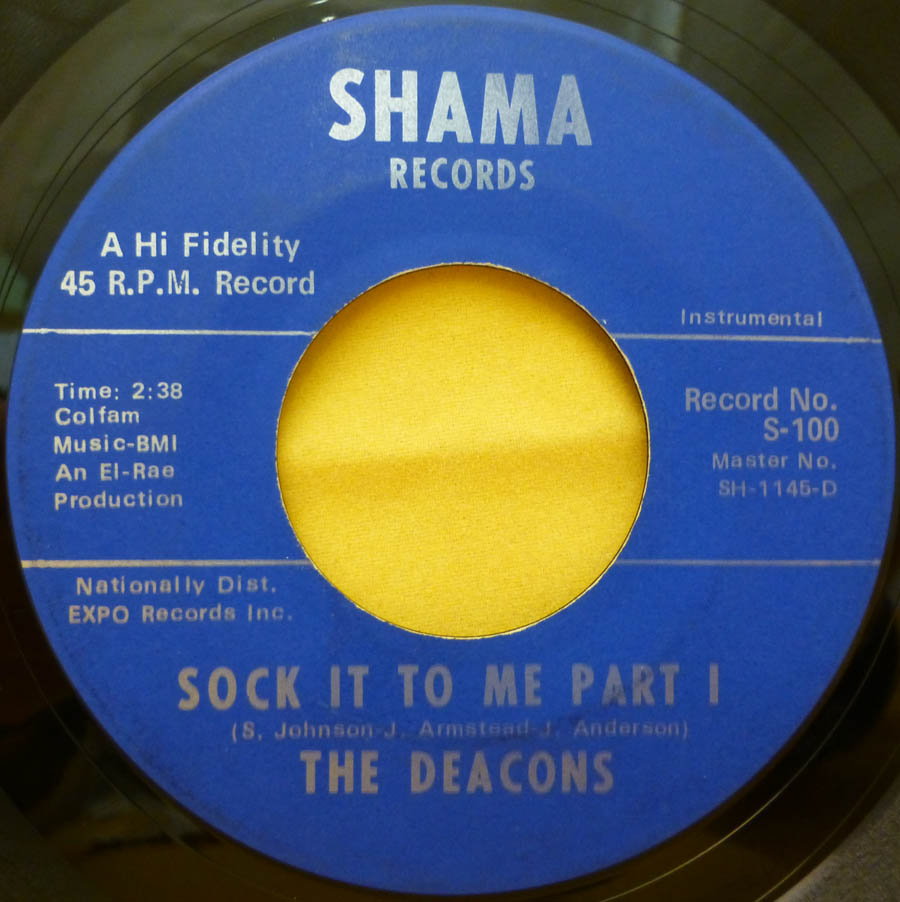 SHAMA
RECORDS
A Hi Fidelity
45 R.P.M. Record
Instrumental
Time: 2:38
Colfam
Music-BMI
An El-Rae
Production
Record No.
S-100
Master No.
SH-1145-D
Nationally Dist.
EXPO Records Inc.
SOCK IT TO ME PART I
(S. Johnson-J. Armstead-J. Anderson)
THE DEACONS